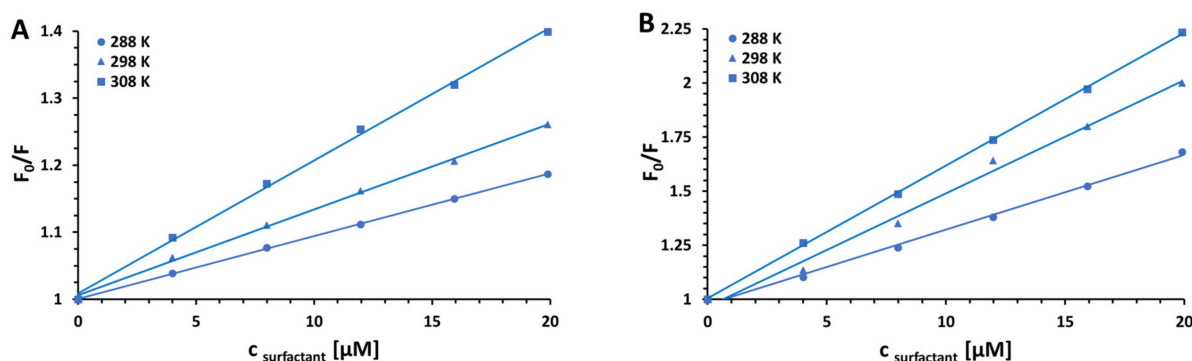 A
F₀/F
1.4
1.3
1.2
1.1
1
288 K
298 K
308 K
0 5 10 15 20
c surfactant [μM]
B
F₀/F
2.25
2
1.75
1.5
1.25
1
288 K
298 K
308 K
0 5 10 15 20
c surfactant [μM]